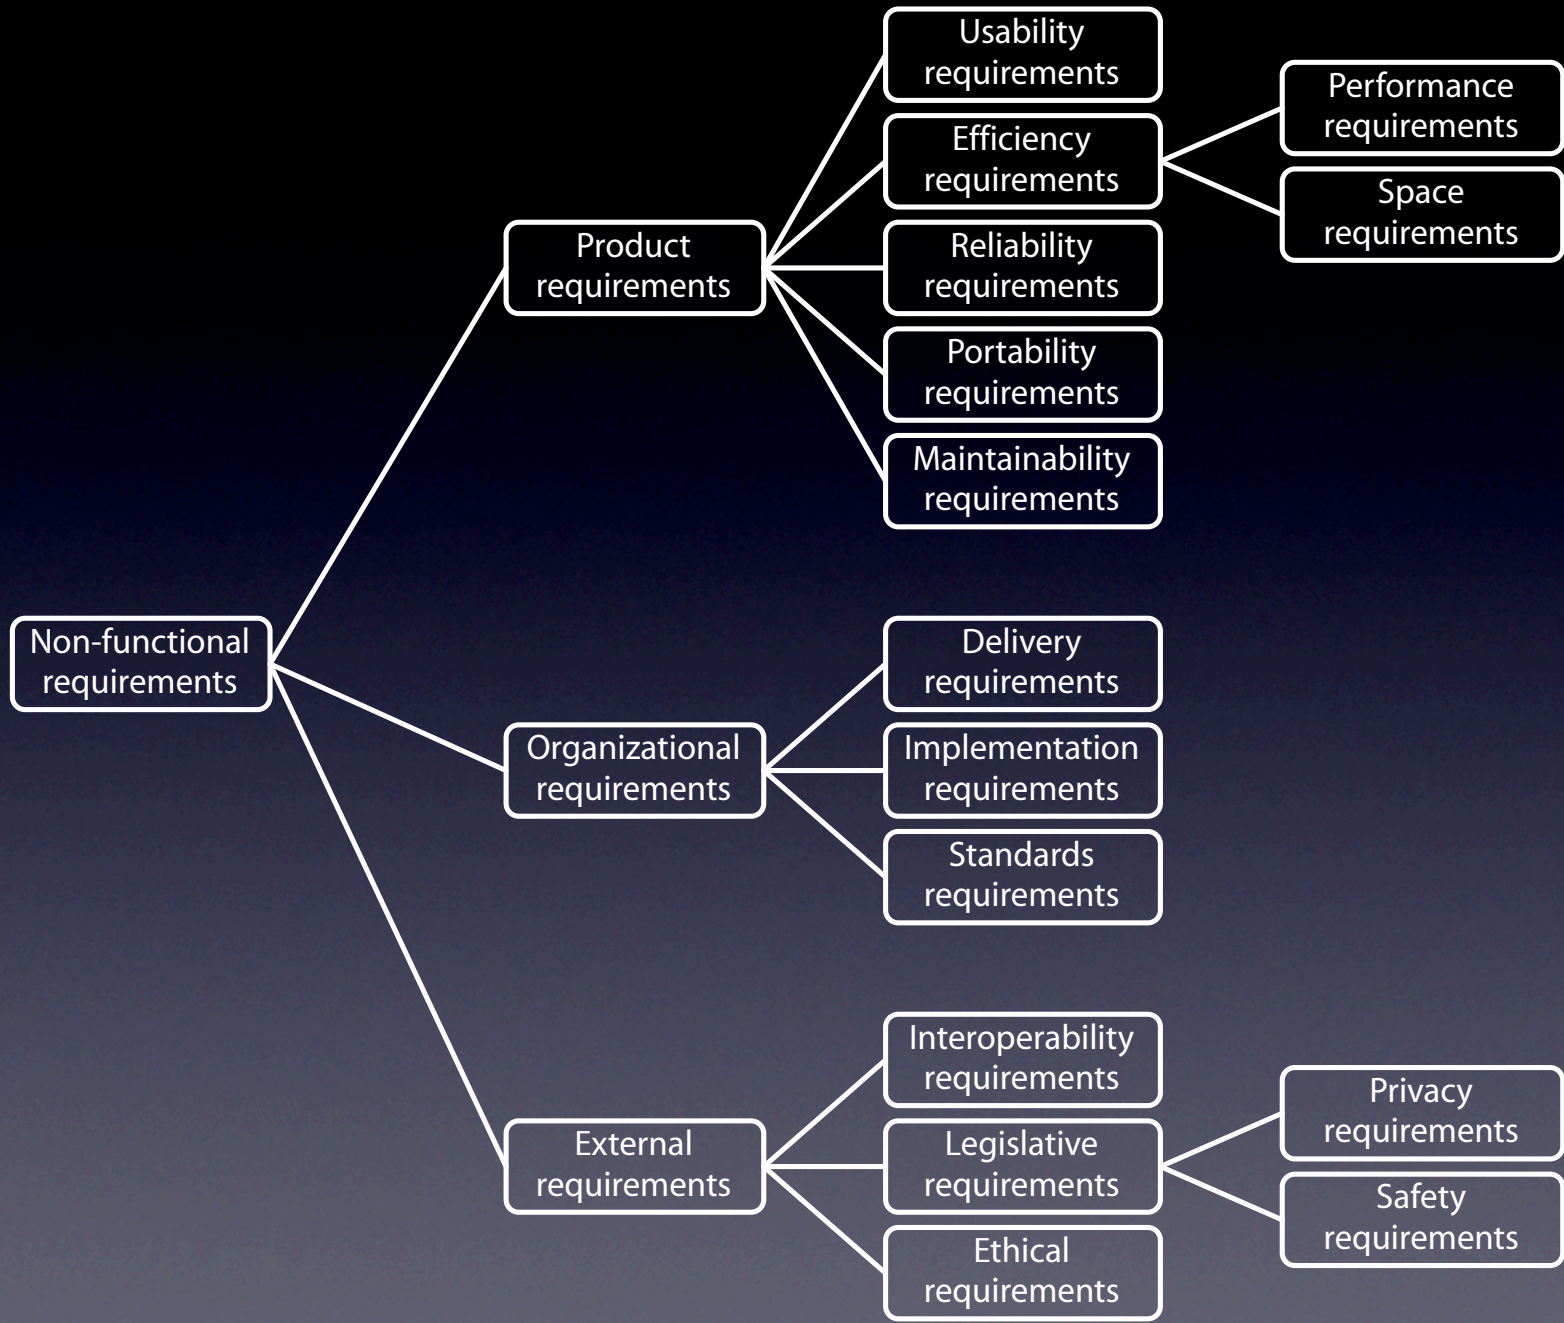 Non-functional
requirements
Product
requirements
Usability
requirements
Efficiency
requirements
Performance
requirements
Space
requirements
Reliability
requirements
Portability
requirements
Maintainability
requirements
Organizational
requirements
Delivery
requirements
Implementation
requirements
Standards
requirements
External
requirements
Interoperability
requirements
Legislative
requirements
Privacy
requirements
Safety
requirements
Ethical
requirements